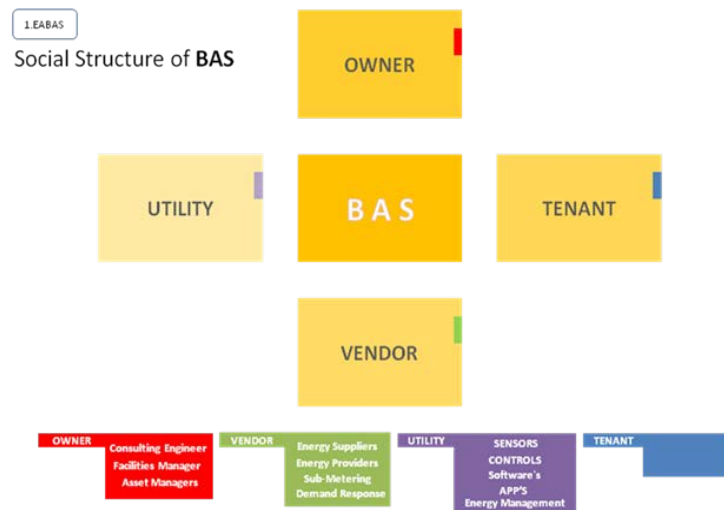 1.EABAS
Social Structure of BAS
OWNER
UTILITY
B A S
TENANT
VENDOR
OWNER
Consulting Engineer
Facilities Manager
Asset Managers
VENDOR
Energy Suppliers
Energy Providers
Sub-Metering
Demand Response
UTILITY
SENSORS
CONTROLS
Software's
APP'S
Energy Management
TENANT